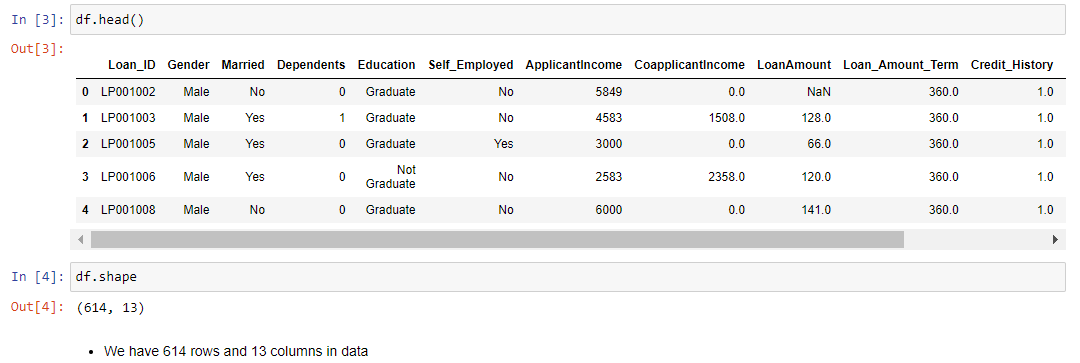 In [3]: df.head()
Out[3]:
Loan_ID Gender Married Dependents Education Self_Employed ApplicantIncome CoapplicantIncome LoanAmount Loan_Amount_Term Credit_History
0 LP001002 Male No 0 Graduate No 5849 0.0 NaN 360.0 1.0
1 LP001003 Male Yes 1 Graduate No 4583 1508.0 128.0 360.0 1.0
2 LP001005 Male Yes 0 Graduate Yes 3000 0.0 66.0 360.0 1.0
3 LP001006 Male Yes 0 Not Graduate No 2583 2358.0 120.0 360.0 1.0
4 LP001008 Male No 0 Graduate No 6000 0.0 141.0 360.0 1.0
In [4]: df.shape
Out[4]: (614, 13)
• We have 614 rows and 13 columns in data